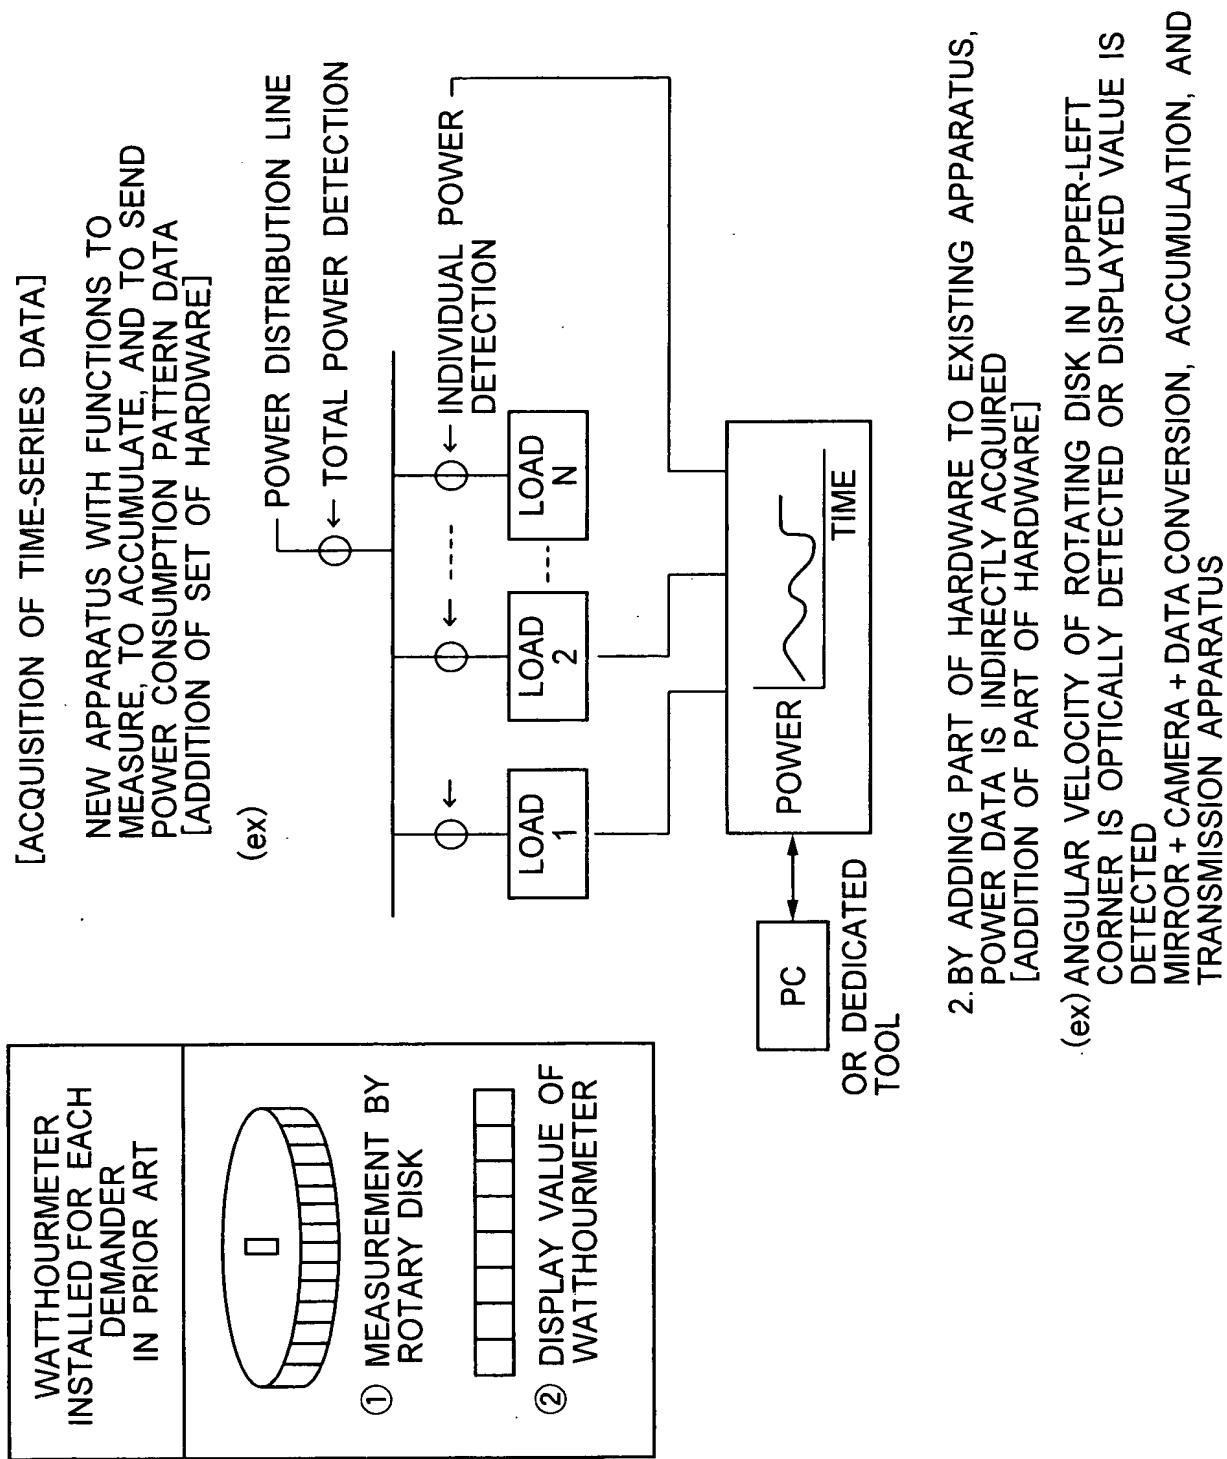 WATTHOURMETER
INSTALLED FOR EACH
DEMANDER
IN PRIOR ART
① MEASUREMENT BY
ROTARY DISK
② DISPLAY VALUE OF
WATTHOURMETER
[ACQUISITION OF TIME-SERIES DATA]
NEW APPARATUS WITH FUNCTIONS TO
MEASURE, TO ACCUMULATE, AND TO SEND
POWER CONSUMPTION PATTERN DATA
[ADDITION OF SET OF HARDWARE]
(ex)
POWER DISTRIBUTION LINE
TOTAL POWER DETECTION
INDIVIDUAL POWER
DETECTION
LOAD
1
LOAD
2
LOAD
N
POWER
TIME
PC
OR DEDICATED
TOOL
2. BY ADDING PART OF HARDWARE TO EXISTING APPARATUS,
POWER DATA IS INDIRECTLY ACQUIRED
[ADDITION OF PART OF HARDWARE]
(ex) ANGULAR VELOCITY OF ROTATING DISK IN UPPER-LEFT
CORNER IS OPTICALLY DETECTED OR DISPLAYED VALUE IS
DETECTED
MIRROR + CAMERA + DATA CONVERSION, ACCUMULATION, AND
TRANSMISSION APPARATUS